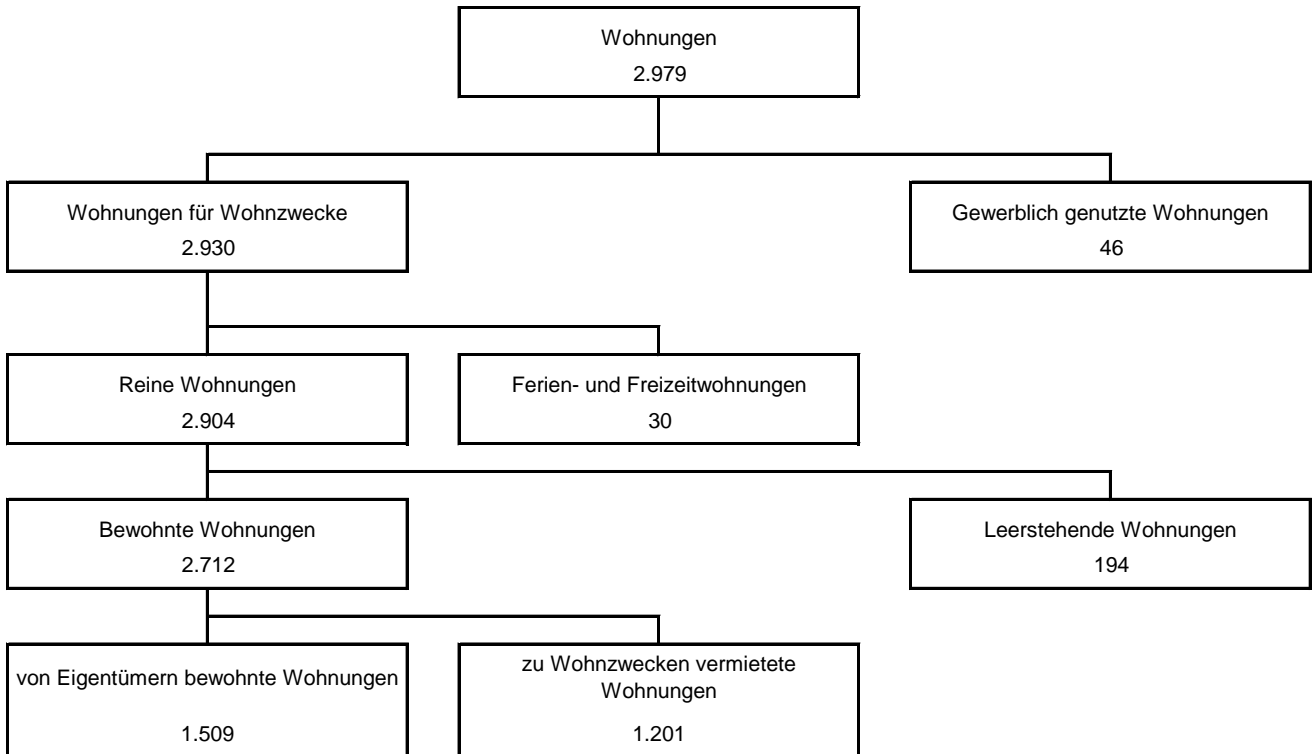 Wohnungen
2.979
Wohnungen für Wohnzwecke
2.930
Gewerblich genutzte Wohnungen
46
Reine Wohnungen
2.904
Ferien- und Freizeitwohnungen
30
Bewohnte Wohnungen
2.712
Leerstehende Wohnungen
194
von Eigentümern bewohnte Wohnungen
1.509
zu Wohnzwecken vermietete
Wohnungen
1.201